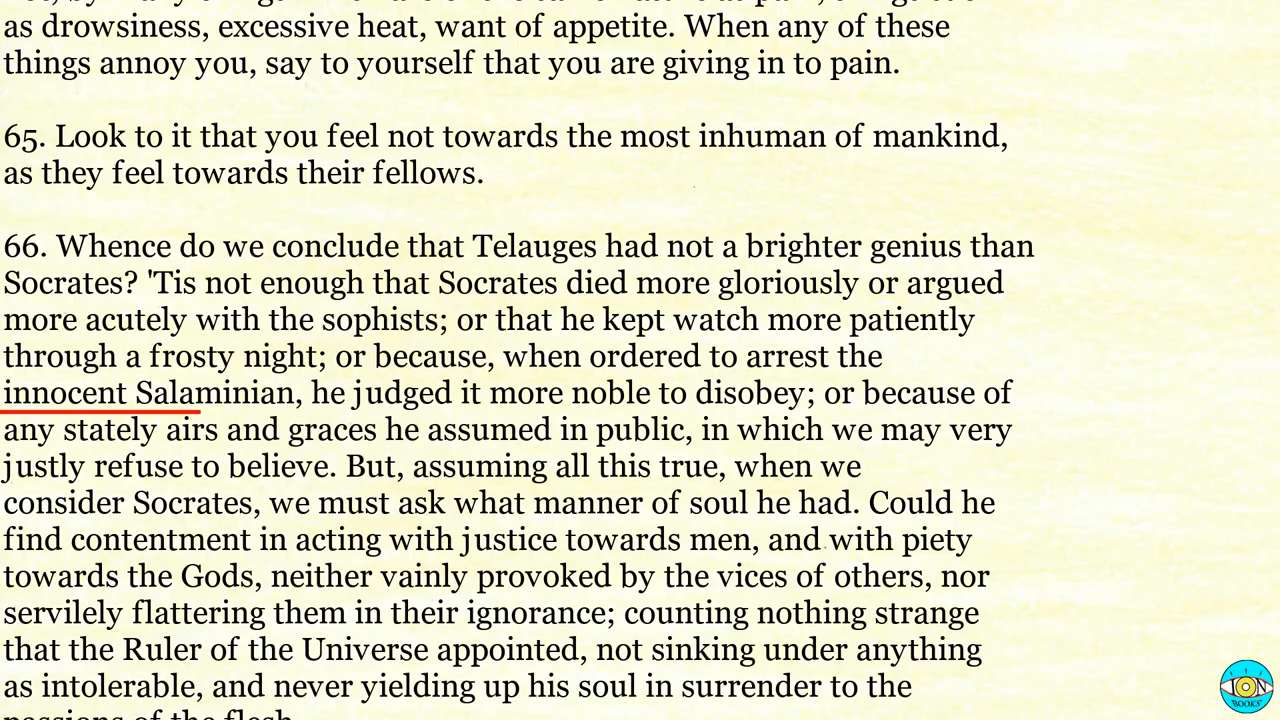 as drowsiness, excessive heat, want of appetite. When any of these
things annoy you, say to yourself that you are giving in to pain.
65. Look to it that you feel not towards the most inhuman of mankind,
as they feel towards their fellows.
66. Whence do we conclude that Telauges had not a brighter genius than
Socrates? 'Tis not enough that Socrates died more gloriously or argued
more acutely with the sophists; or that he kept watch more patiently
through a frosty night; or because, when ordered to arrest the
innocent Salaminian, he judged it more noble to disobey; or because of
any stately airs and graces he assumed in public, in which we may very
justly refuse to believe. But, assuming all this true, when we
consider Socrates, we must ask what manner of soul he had. Could he
find contentment in acting with justice towards men, and with piety
towards the Gods, neither vainly provoked by the vices of others, nor
servilely flattering them in their ignorance; counting nothing strange
that the Ruler of the Universe appointed, not sinking under anything
as intolerable, and never yielding up his soul in surrender to the
passions of the flesh
ION
BOOKS